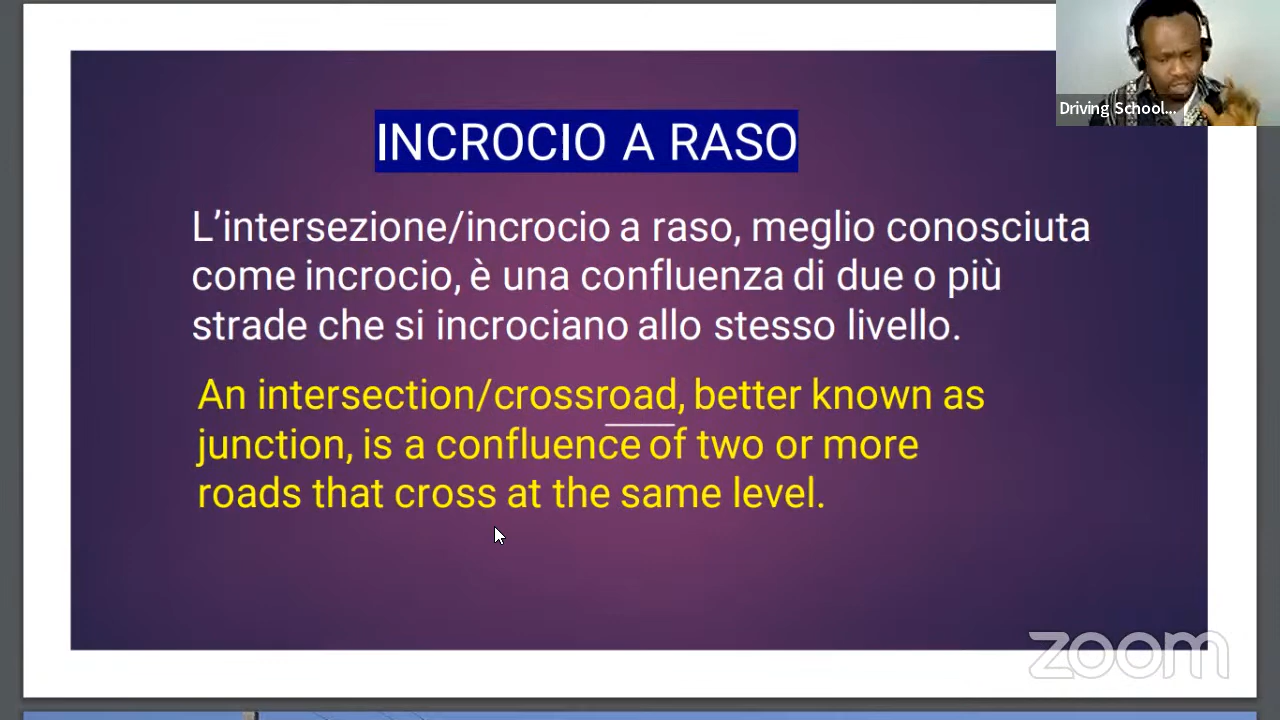 Driving School...
INCROCIO A RASO
L’intersezione/incrocio a raso, meglio conosciuta
come incrocio, è una confluenza di due o più
strade che si incrociano allo stesso livello.
An intersection/crossroad, better known as
junction, is a confluence of two or more
roads that cross at the same level.
zoom